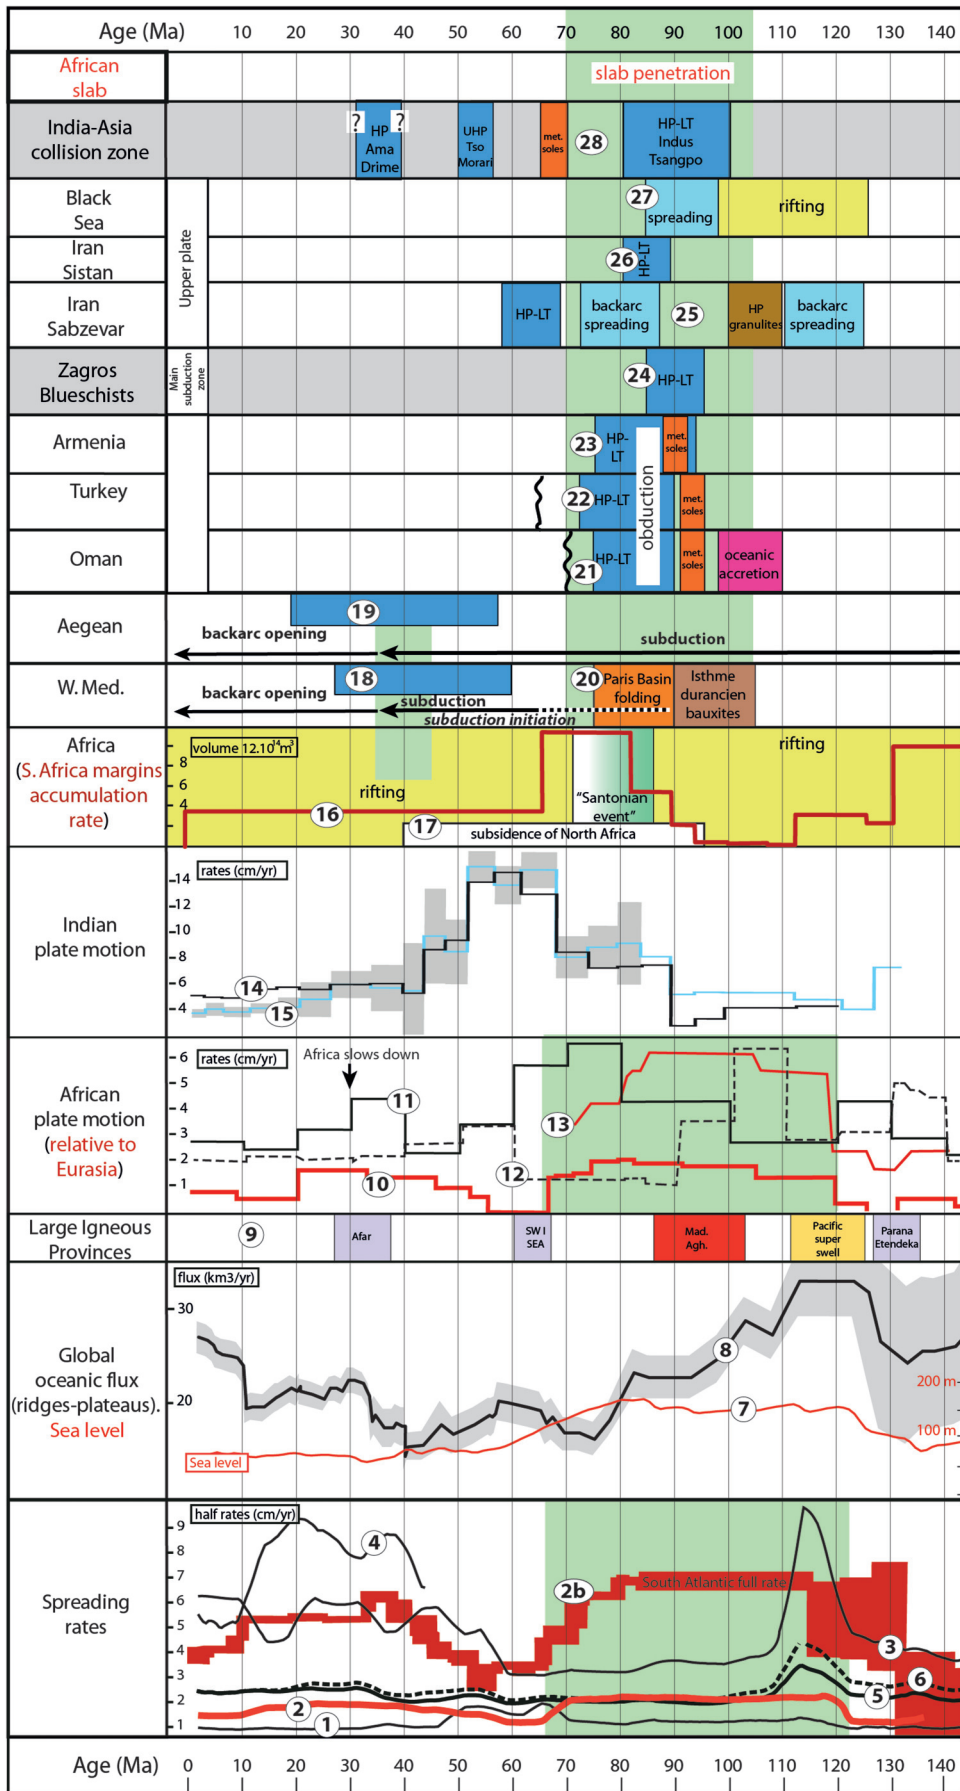 Age (Ma) 0 10 20 30 40 50 60 70 80 90 100 110 120 130 140
African
slab
slab penetration
India-Asia
collision zone
? ?
HP
Ama
Drime
UHP
Tso
Morari
met.
soles
28
HP-LT
Indus
Tsangpo
Black
Sea
27
spreading
rifting
Upper plate
Iran
Sistan
26
HP-LT
Iran
Sabzevar
HP-LT
backarc
spreading
25
HP
granulites
backarc
spreading
Zagros
Blueschists
Main
subduction
zone
24
HP-LT
Armenia
23
HP-
LT
met.
soles
obduction
Turkey
22
HP-LT
met.
soles
Oman
21
HP-LT
met.
soles
oceanic
accretion
Aegean
19
backarc opening
subduction
W. Med.
18
backarc opening
subduction
subduction initiation
20
Paris Basin
folding
Isthme
durancien
bauxites
Africa
(S. Africa margins
accumulation
rate)
volume 12.10¹⁴m³
8
6
4
rifting
rifting
16
17
"Santonian
event"
subsidence of North Africa
Indian
plate motion
rates (cm/yr)
14
12
10
8
6
4
14
15
African
plate motion
(relative to
Eurasia)
rates (cm/yr)
6
5
4
3
2
1
Africa slows down
11
13
12
10
Large Igneous
Provinces
9
Afar
SW I
SEA
Mad.
Agh.
Pacific
super
swell
Parana
Etendeka
Global
oceanic flux
(ridges-plateaus).
Sea level
flux (km3/yr)
30
20
8
7
200 m
100 m
Sea level
Spreading
rates
half rates (cm/yr)
9
8
7
6
5
4
3
2
1
4
2b
South Atlantic full rate
3
6
5
2
1
Age (Ma) 0 10 20 30 40 50 60 70 80 90 100 110 120 130 140